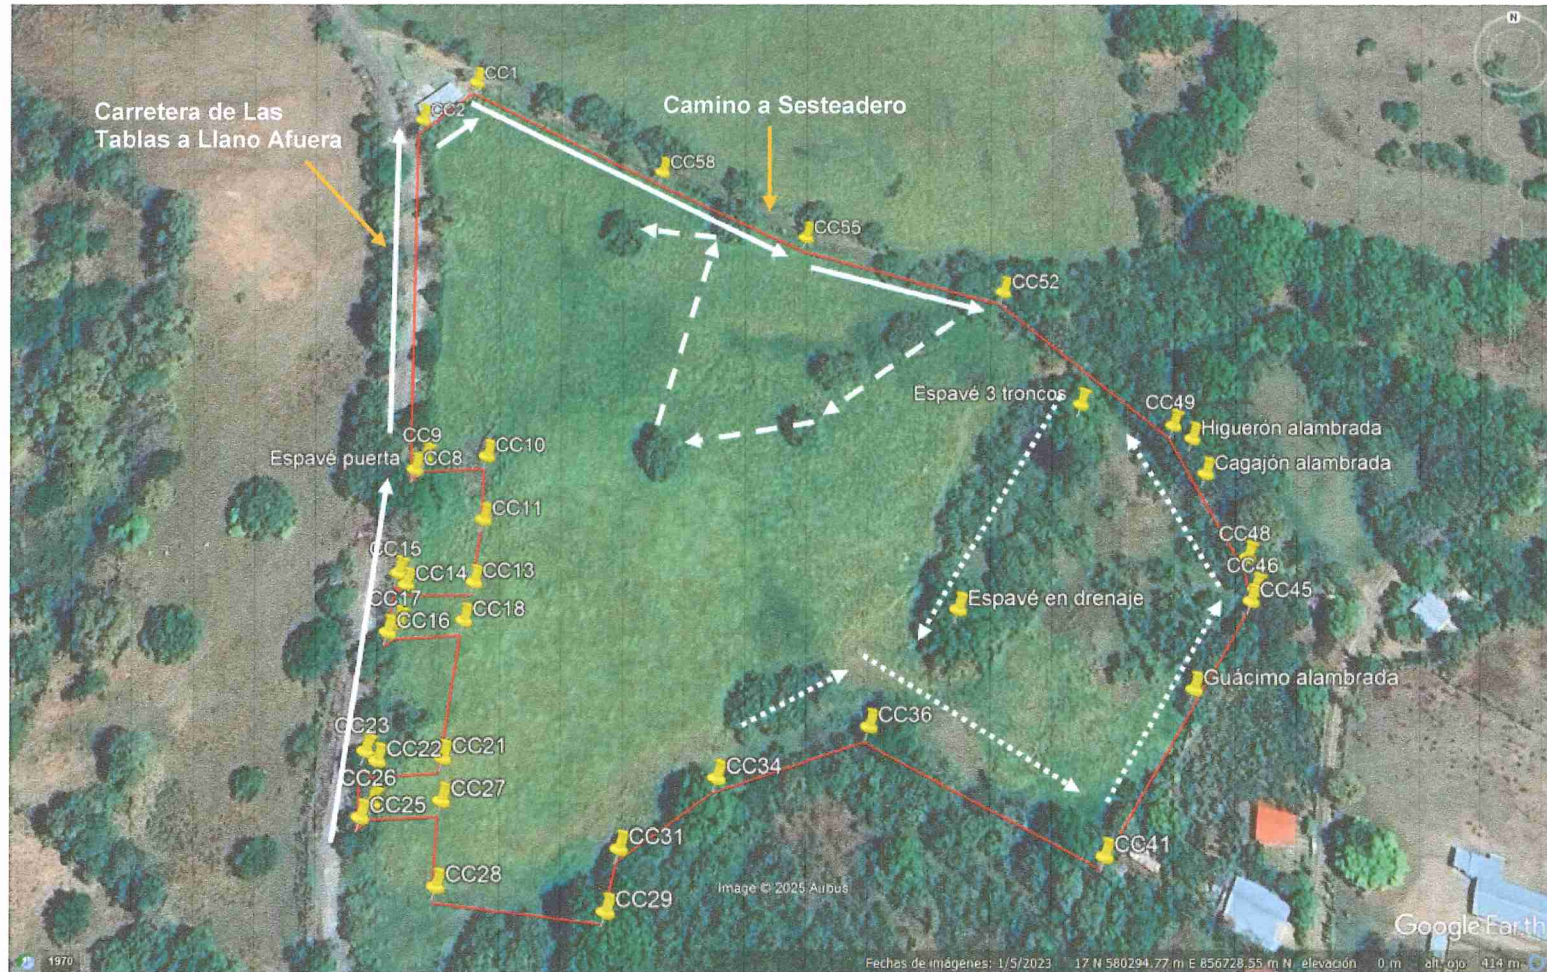 N
CC1
CC2
Carretera de Las
Tablas a Llano Afuera
Camino a Sesteadero
CC58
CC55
CC52
Espavé 3 troncos
CC49
Higuerón alambrada
Cagajón alambrada
CC9
CC10
Espavé puerta
CC8
CC11
CC48
CC15
CC46
CC14
CC13
CC45
CC17
CC18
Espavé en drenaje
CC16
Guácimo alambrada
CC36
CC23
CC22
CC21
CC34
CC26
CC27
CC25
CC31
CC41
CC28
Image © 2025 Airbus
CC29
Google Earth
1970
Fechas de imágenes: 1/5/2023 17 N 580294.77 m E 856728.55 m N elevación 0 m alt. ojo 414 m